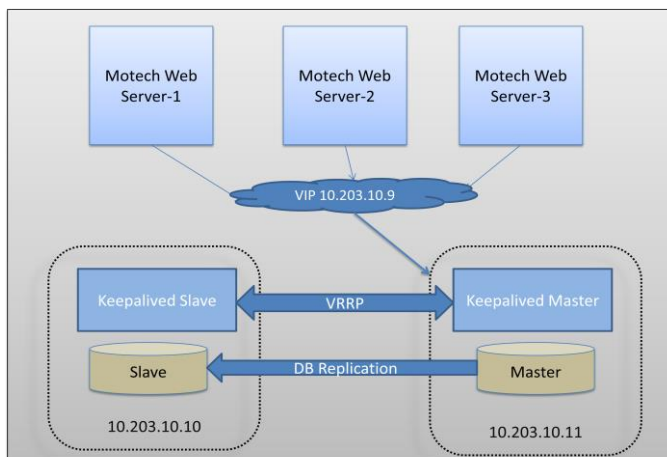 Motech Web
Server-1
Motech Web
Server-2
Motech Web
Server-3
VIP 10.203.10.9
Keepalived Slave
VRRP
Keepalived Master
Slave
DB Replication
Master
10.203.10.10
10.203.10.11